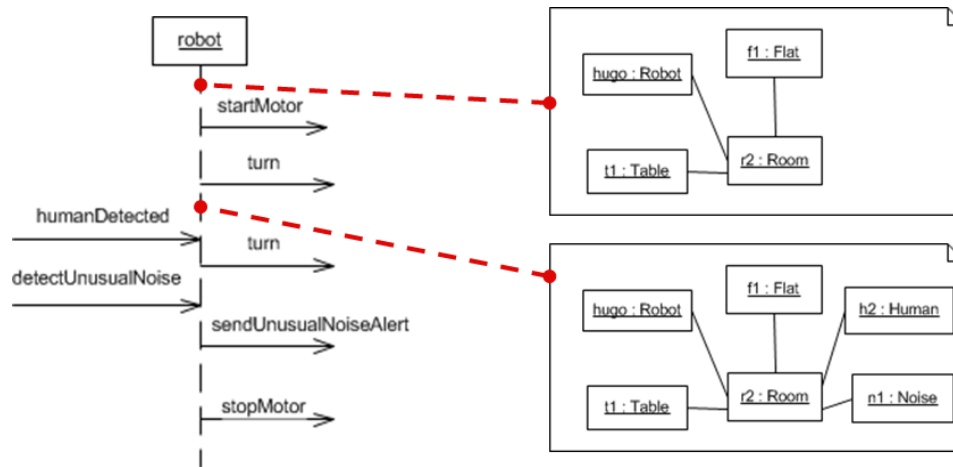 robot
startMotor
turn
humanDetected
turn
detectUnusualNoise
sendUnusualNoiseAlert
stopMotor
f1 : Flat
hugo : Robot
t1 : Table
r2 : Room
f1 : Flat
hugo : Robot
h2 : Human
t1 : Table
r2 : Room
n1 : Noise